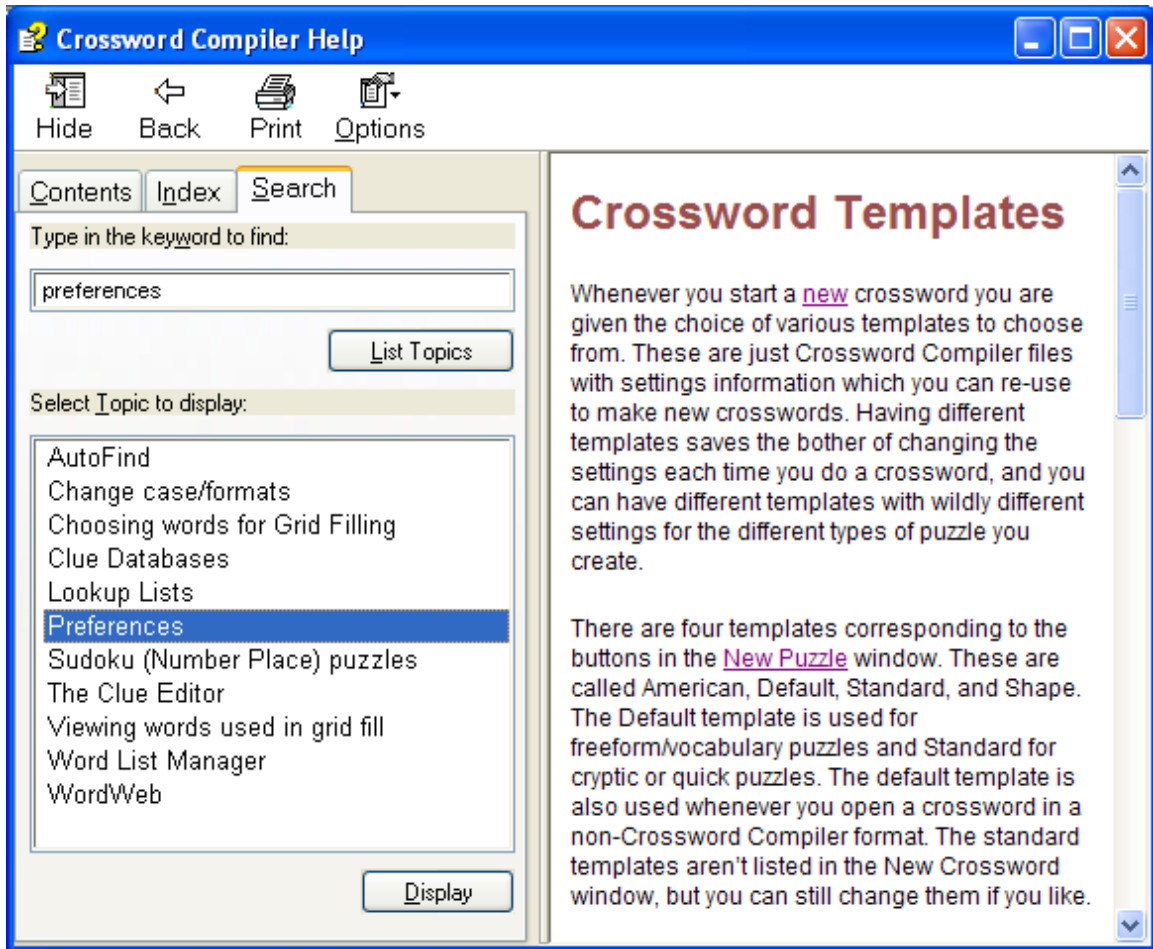 Crossword Compiler Help
Hide Back Print Options
Contents Index Search
Type in the keyword to find:
preferences
List Topics
Select Topic to display:
AutoFind
Change case/formats
Choosing words for Grid Filling
Clue Databases
Lookup Lists
Preferences
Sudoku (Number Place) puzzles
The Clue Editor
Viewing words used in grid fill
Word List Manager
WordWeb
Display
Crossword Templates
Whenever you start a new crossword you are
given the choice of various templates to choose
from. These are just Crossword Compiler files
with settings information which you can re-use
to make new crosswords. Having different
templates saves the bother of changing the
settings each time you do a crossword, and you
can have different templates with wildly different
settings for the different types of puzzle you
create.
There are four templates corresponding to the
buttons in the New Puzzle window. These are
called American, Default, Standard, and Shape.
The Default template is used for
freeform/vocabulary puzzles and Standard for
cryptic or quick puzzles. The default template is
also used whenever you open a crossword in a
non-Crossword Compiler format. The standard
templates aren't listed in the New Crossword
window, but you can still change them if you like.